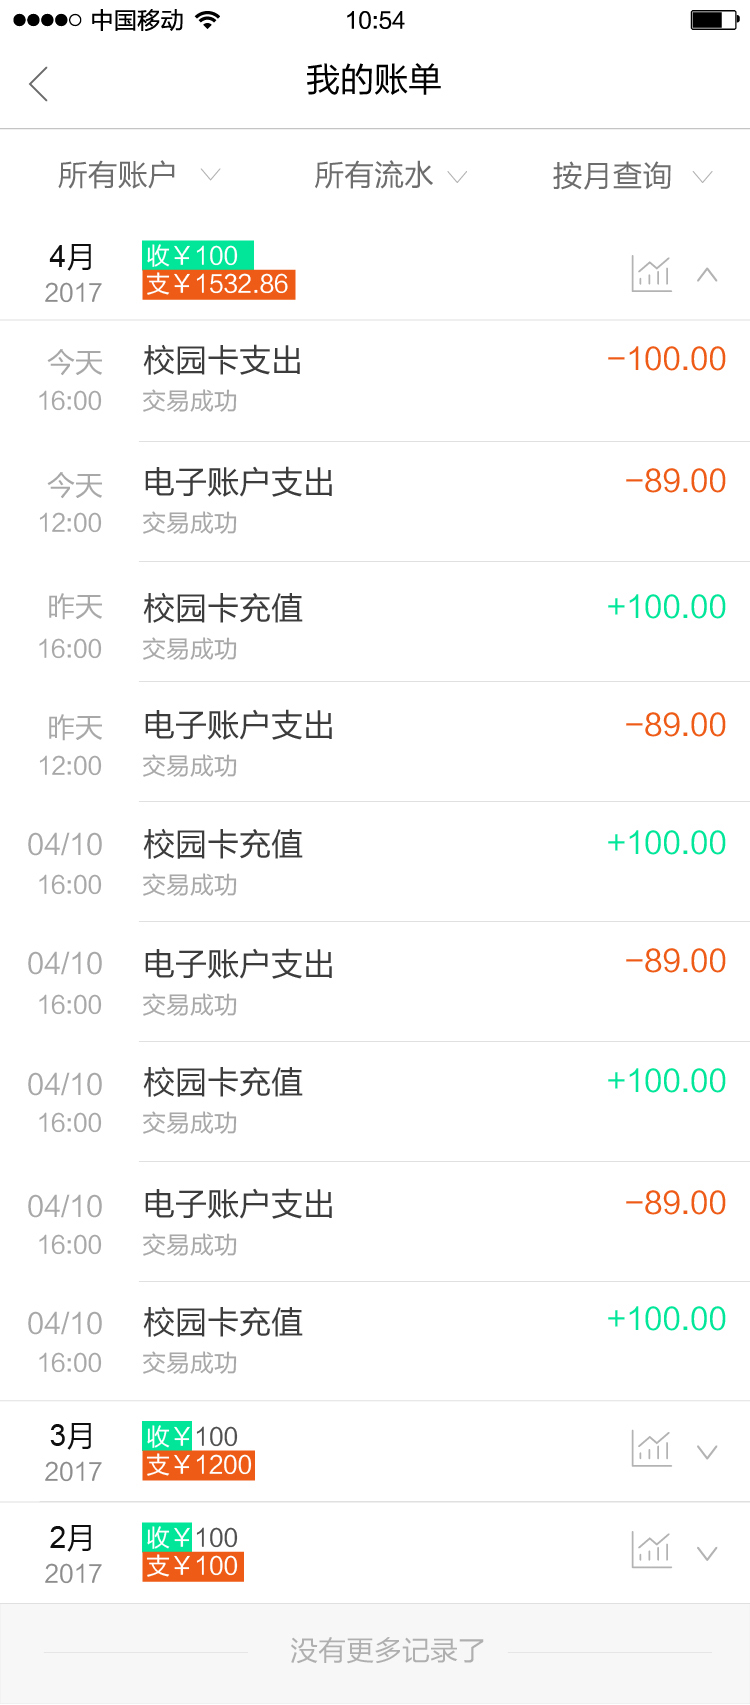 中国移动 10:54
我的账单
所有账户 所有流水 按月查询
4月 收¥100
2017 支¥1532.86
今天 校园卡支出 -100.00
16:00 交易成功
今天 电子账户支出 -89.00
12:00 交易成功
昨天 校园卡充值 +100.00
16:00 交易成功
昨天 电子账户支出 -89.00
12:00 交易成功
04/10 校园卡充值 +100.00
16:00 交易成功
04/10 电子账户支出 -89.00
16:00 交易成功
04/10 校园卡充值 +100.00
16:00 交易成功
04/10 电子账户支出 -89.00
16:00 交易成功
04/10 校园卡充值 +100.00
16:00 交易成功
3月 收¥100
2017 支¥1200
2月 收¥100
2017 支¥100
没有更多记录了